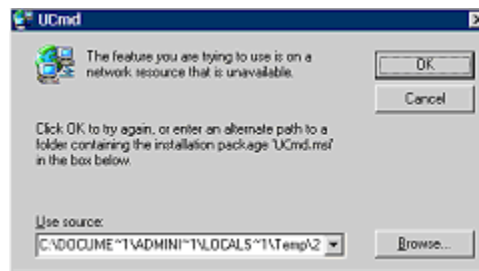 UCmd
The feature you are trying to use is on a
network resource that is unavailable.
OK
Cancel
Click OK to try again, or enter an alternate path to a
folder containing the installation package 'UCmd.msi'
in the box below.
Use source:
C:\DOCUME~1\ADMINI~1\LOCALS~1\Temp\2
Browse...